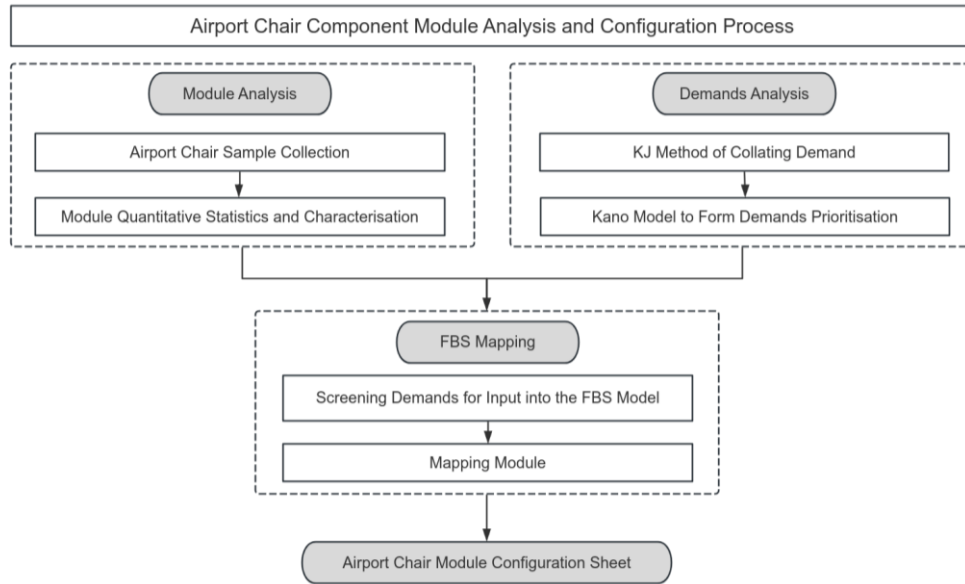 Airport Chair Component Module Analysis and Configuration Process
Module Analysis
Airport Chair Sample Collection
Module Quantitative Statistics and Characterisation
Demands Analysis
KJ Method of Collating Demand
Kano Model to Form Demands Prioritisation
FBS Mapping
Screening Demands for Input into the FBS Model
Mapping Module
Airport Chair Module Configuration Sheet